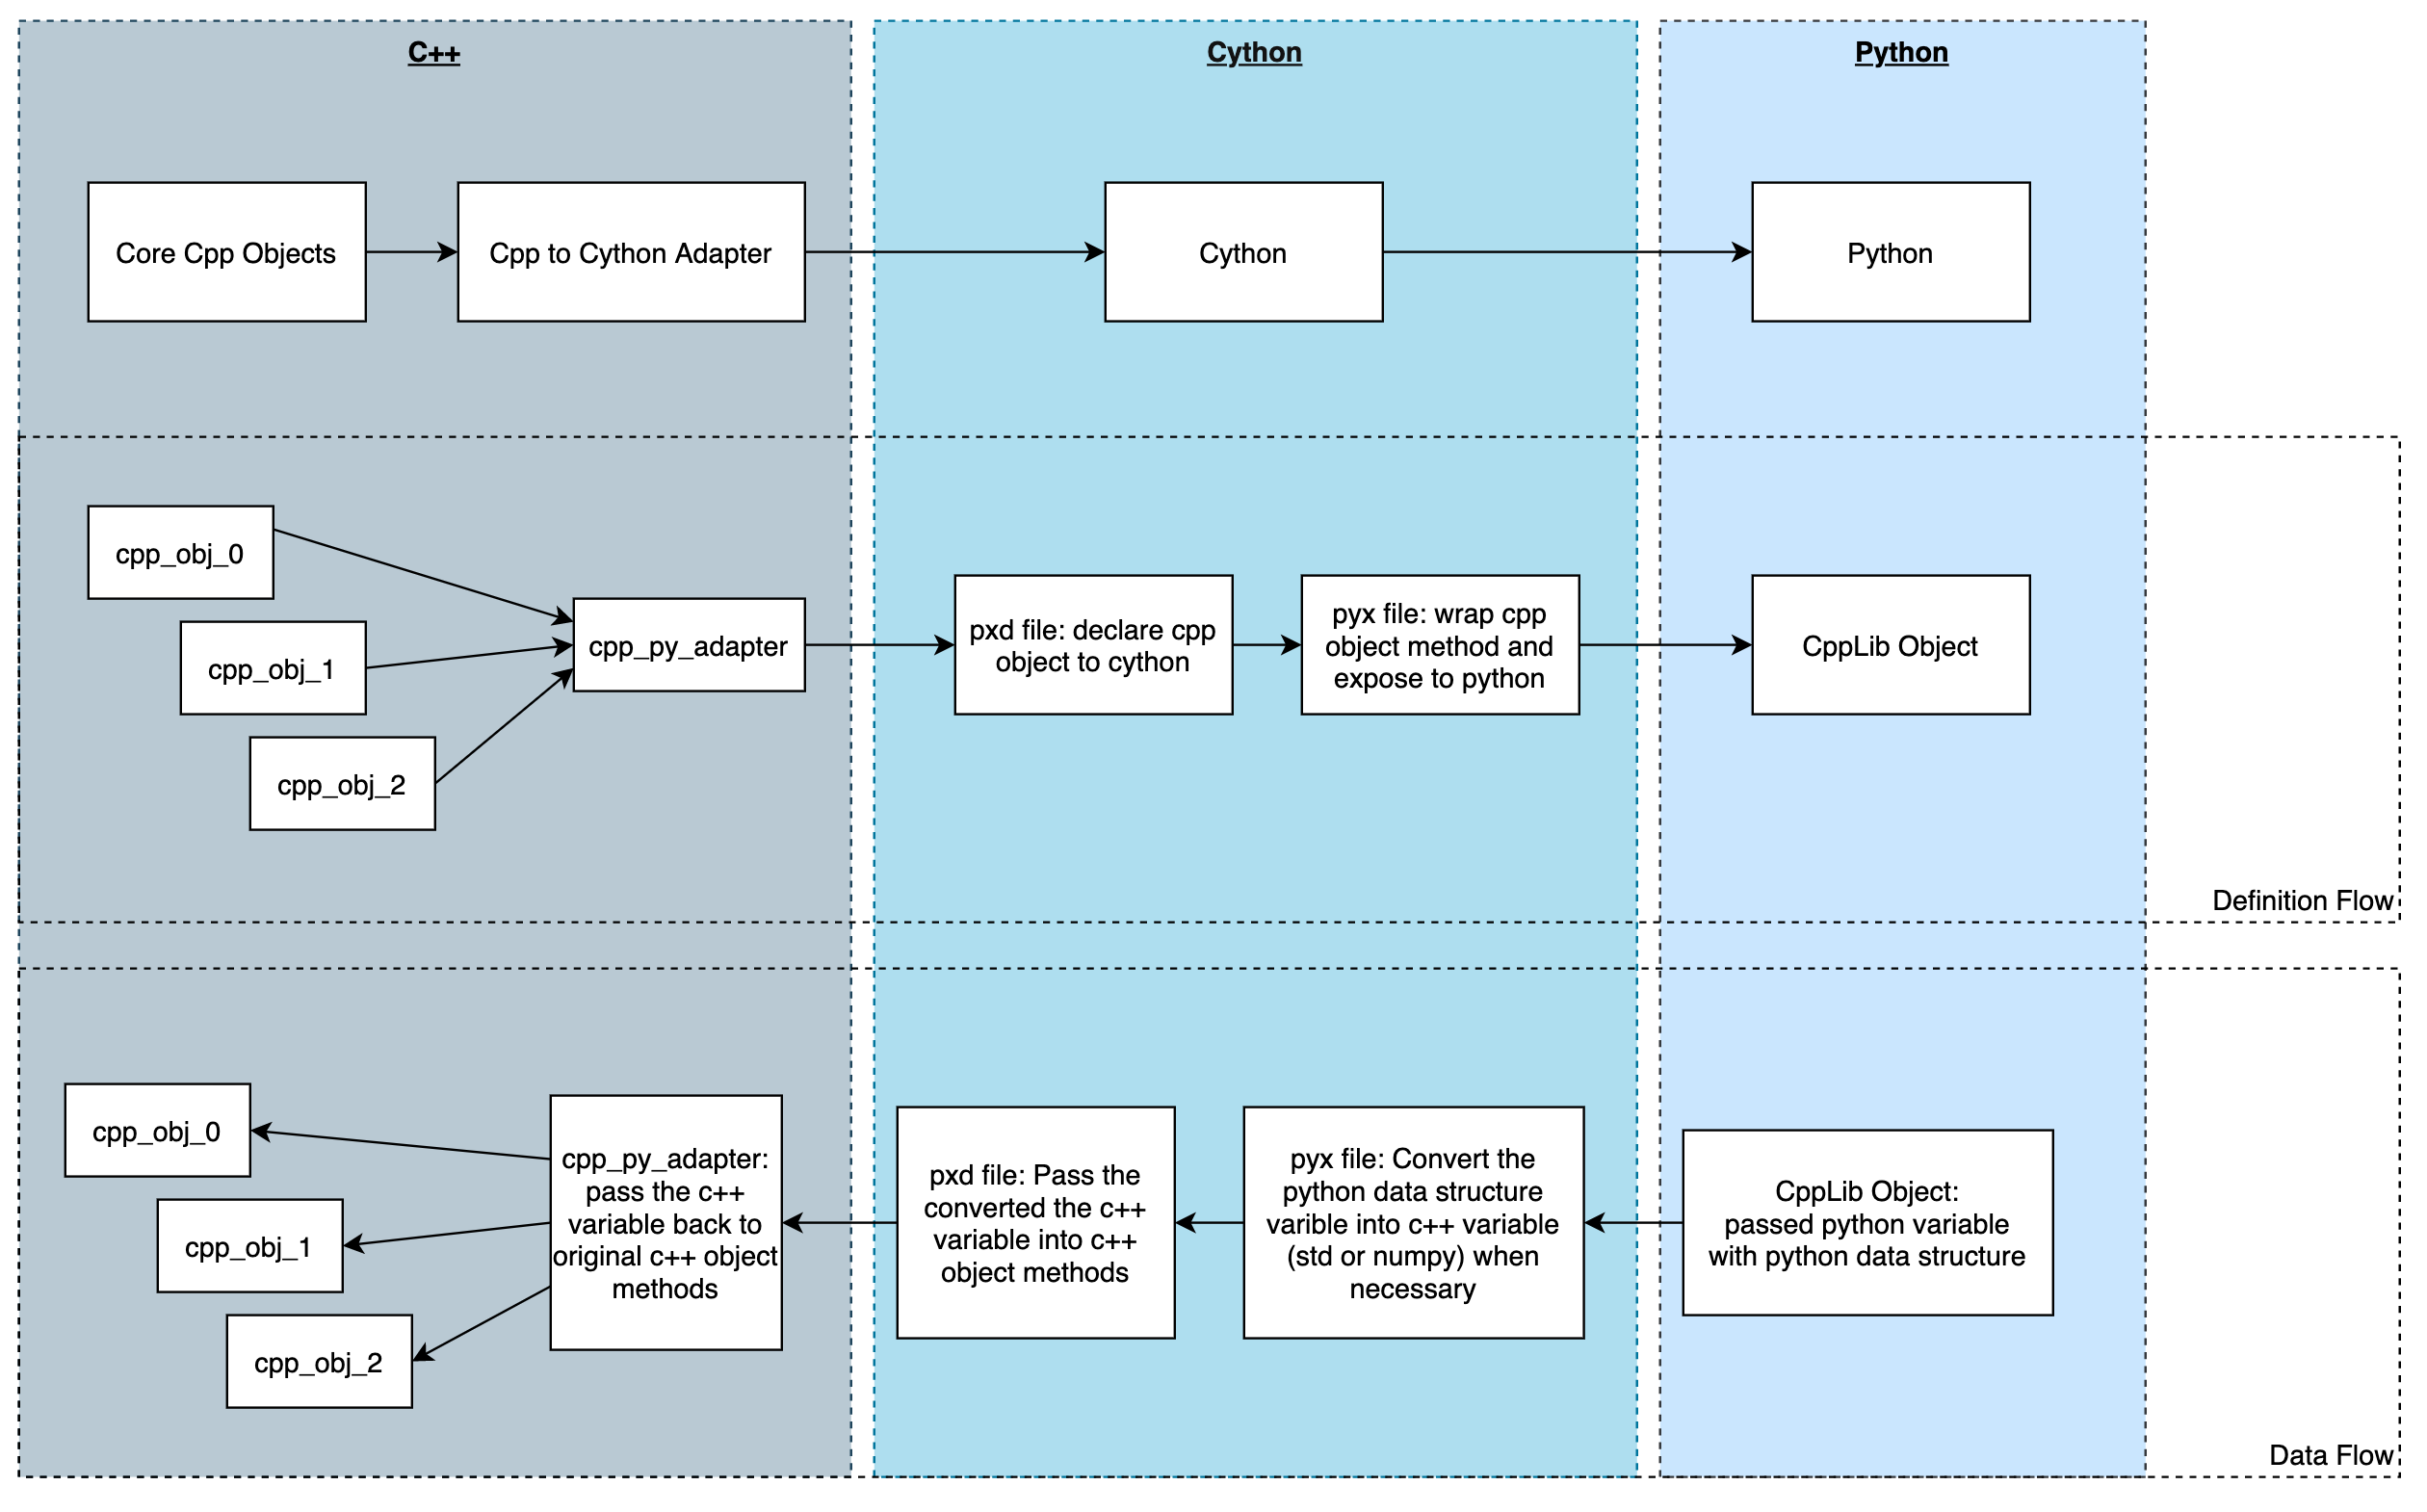 C++
Cython
Python
Core Cpp Objects
Cpp to Cython Adapter
Cython
Python
cpp_obj_0
cpp_obj_1
cpp_obj_2
cpp_py_adapter
pxd file: declare cpp
object to cython
pyx file: wrap cpp
object method and
expose to python
CppLib Object
Definition Flow
cpp_obj_0
cpp_obj_1
cpp_obj_2
cpp_py_adapter:
pass the c++
variable back to
original c++ object
methods
pxd file: Pass the
converted the c++
variable into c++
object methods
pyx file: Convert the
python data structure
varible into c++ variable
(std or numpy) when
necessary
CppLib Object:
passed python variable
with python data structure
Data Flow